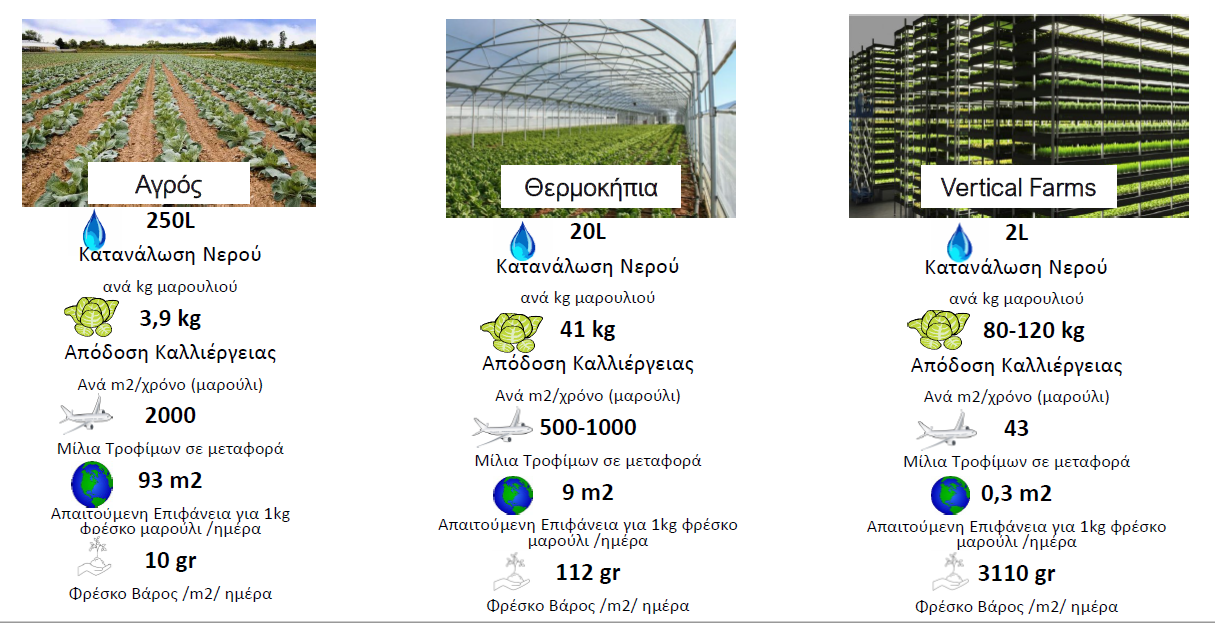 Αγρός
250L
Κατανάλωση Νερού
ανά kg μαρουλιού
3,9 kg
Απόδοση Καλλιέργειας
Ανά m2/χρόνο (μαρούλι)
2000
Μίλια Τροφίμων σε μεταφορά
93 m2
Απαιτούμενη Επιφάνεια για 1kg
φρέσκο μαρούλι /ημέρα
10 gr
Φρέσκο Βάρος /m2/ ημέρα
Θερμοκήπια
20L
Κατανάλωση Νερού
ανά kg μαρουλιού
41 kg
Απόδοση Καλλιέργειας
Ανά m2/χρόνο (μαρούλι)
500-1000
Μίλια Τροφίμων σε μεταφορά
9 m2
Απαιτούμενη Επιφάνεια για 1kg φρέσκο
μαρούλι /ημέρα
112 gr
Φρέσκο Βάρος /m2/ ημέρα
Vertical Farms
2L
Κατανάλωση Νερού
ανά kg μαρουλιού
80-120 kg
Απόδοση Καλλιέργειας
Ανά m2/χρόνο (μαρούλι)
43
Μίλια Τροφίμων σε μεταφορά
0,3 m2
Απαιτούμενη Επιφάνεια για 1kg φρέσκο
μαρούλι /ημέρα
3110 gr
Φρέσκο Βάρος /m2/ ημέρα